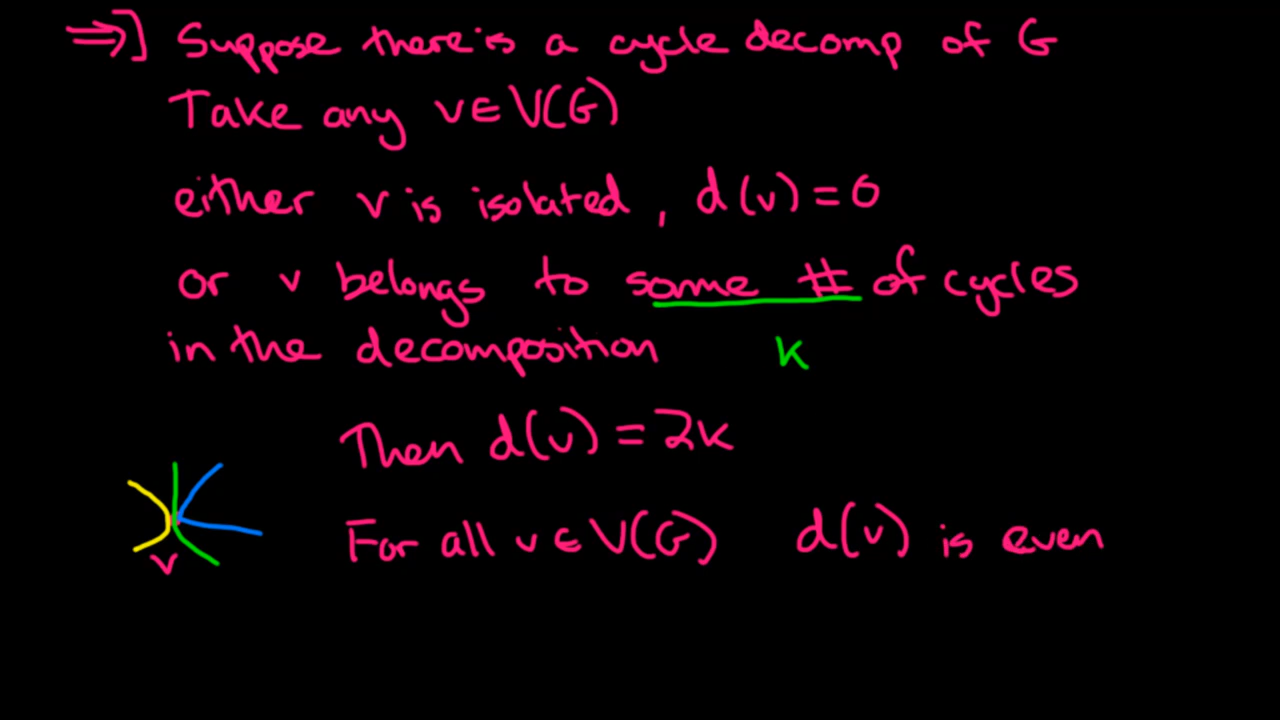 ⟹] Suppose there is a cycle decomp of G
Take any v ∈ V(G)
either v is isolated, d(v) = 0
or v belongs to some # of cycles
in the decomposition k
Then d(v) = 2k
For all v ∈ V(G) d(v) is even
v